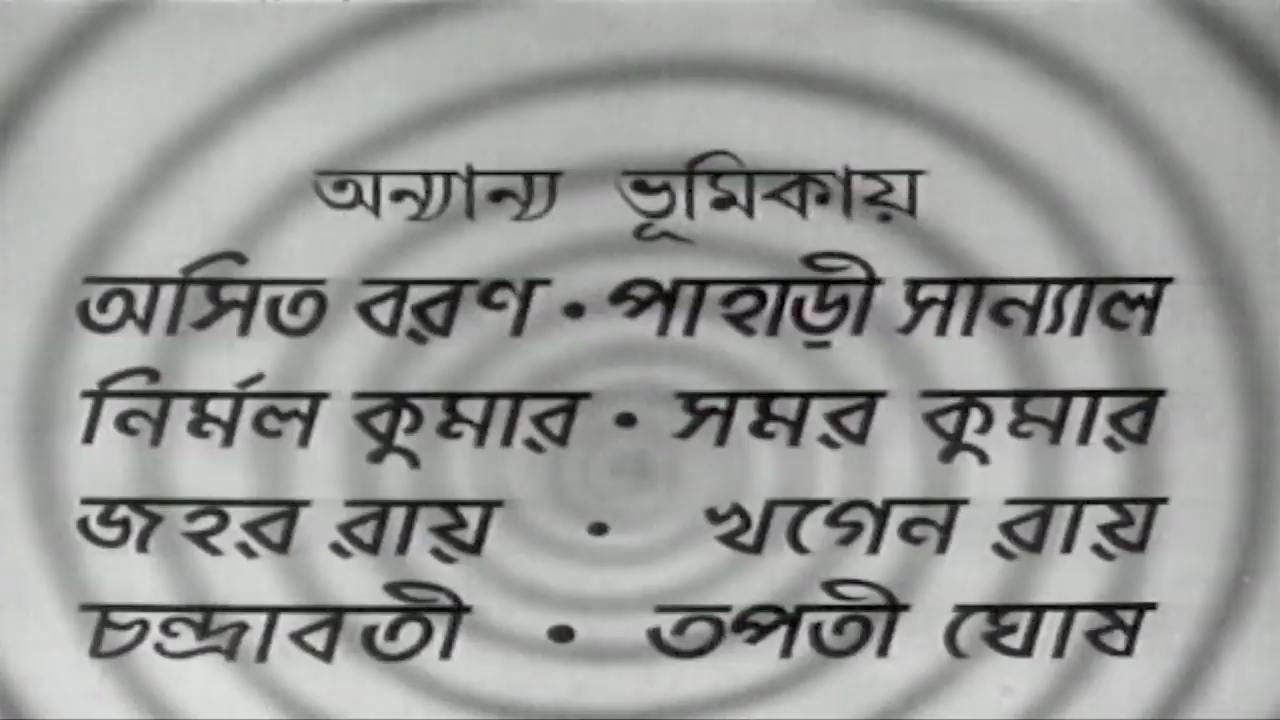 অন্যান্য ভূমিকায়
অসিত বরণ • পাহাড়ী সান্যাল
নির্মল কুমার • সমর কুমার
জহর রায় • খগেন রায়
চন্দ্রাবতী • তপতী ঘোষ